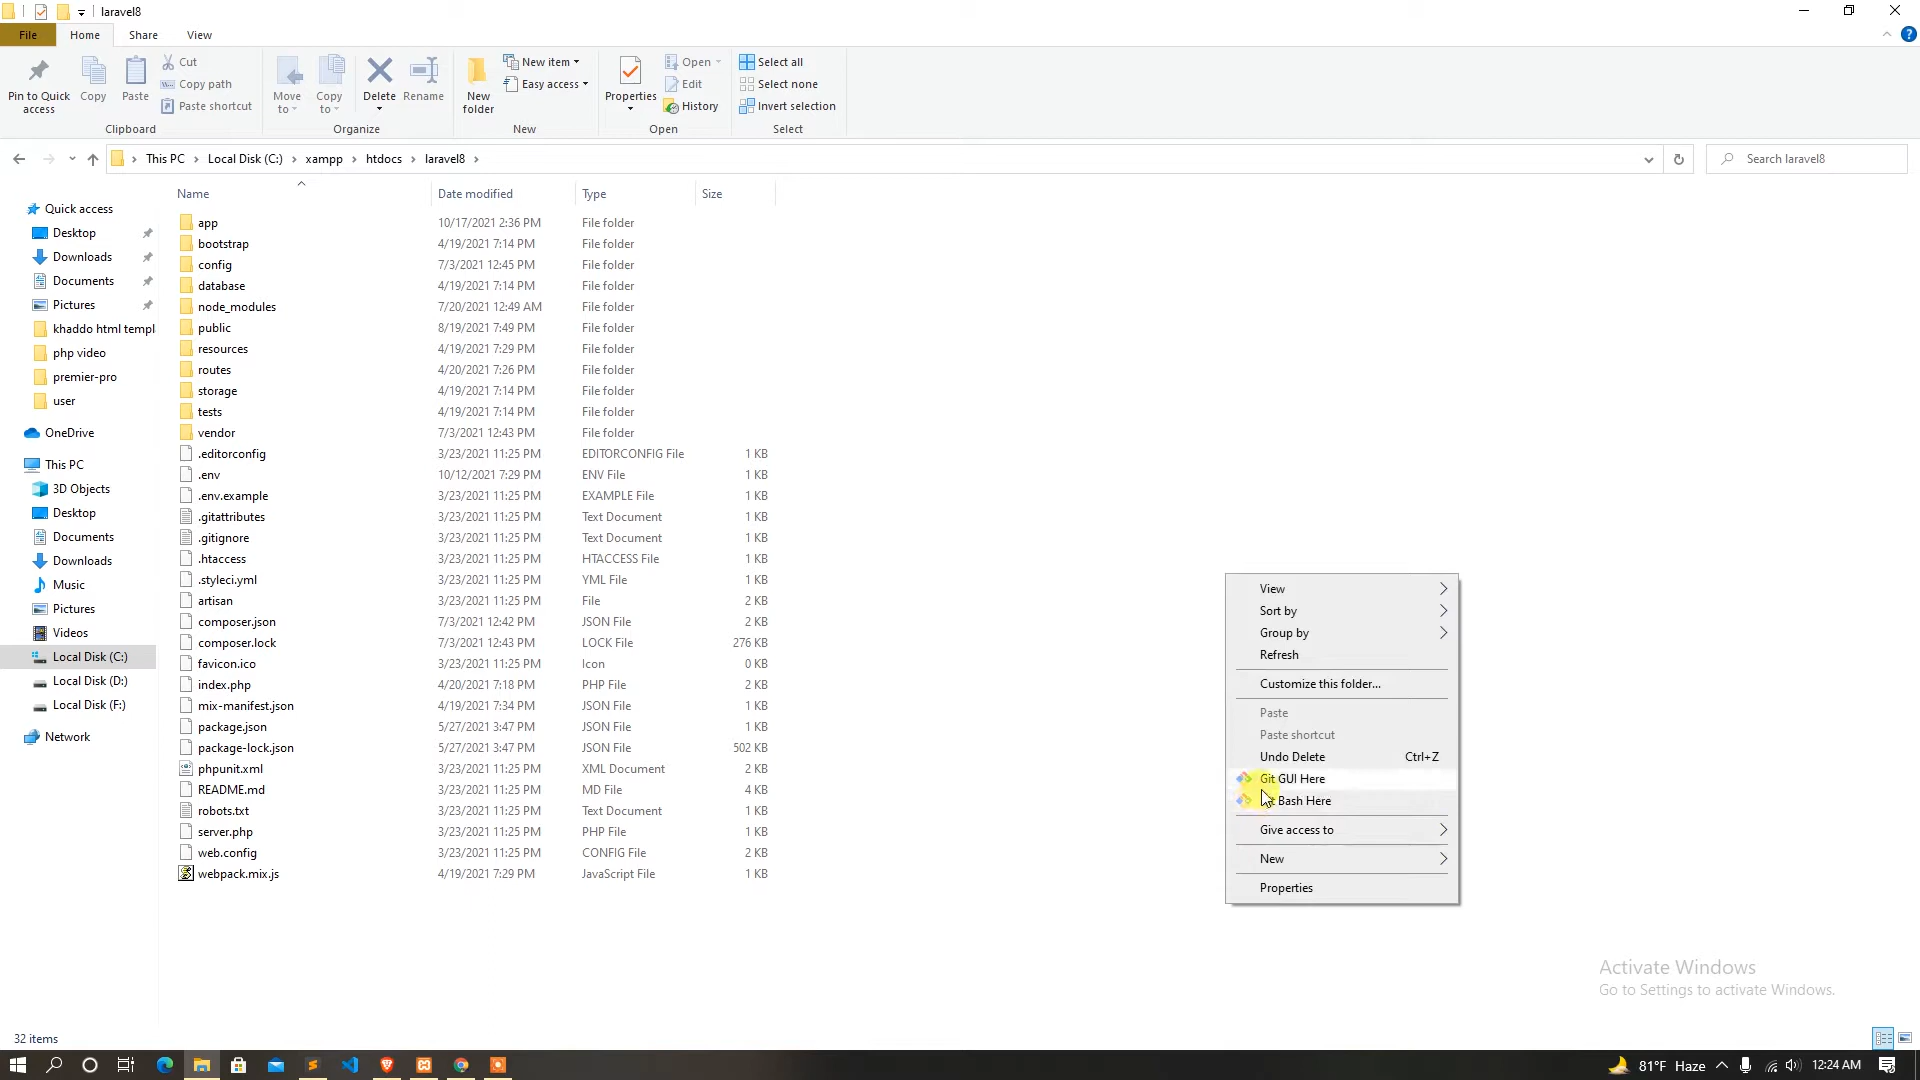 laravel8
File
Home
Share
View
Pin to Quick access
Copy
Paste
Cut
Copy path
Paste shortcut
Move to
Copy to
Delete
Rename
New folder
New item
Easy access
Properties
Open
Edit
History
Select all
Select none
Invert selection
Clipboard
Organize
New
Open
Select
This PC
Local Disk (C:)
xampp
htdocs
laravel8
Search laravel8
Name
Date modified
Type
Size
Quick access
Desktop
Downloads
Documents
Pictures
khaddo html templ
php video
premier-pro
user
OneDrive
This PC
3D Objects
Desktop
Documents
Downloads
Music
Pictures
Videos
Local Disk (C:)
Local Disk (D:)
Local Disk (F:)
Network
app 10/17/2021 2:36 PM File folder
bootstrap 4/19/2021 7:14 PM File folder
config 7/3/2021 12:45 PM File folder
database 4/19/2021 7:14 PM File folder
node_modules 7/20/2021 12:49 AM File folder
public 8/19/2021 7:49 PM File folder
resources 4/19/2021 7:29 PM File folder
routes 4/20/2021 7:26 PM File folder
storage 4/19/2021 7:14 PM File folder
tests 4/19/2021 7:14 PM File folder
vendor 7/3/2021 12:43 PM File folder
.editorconfig 3/23/2021 11:25 PM EDITORCONFIG File 1 KB
.env 10/12/2021 7:29 PM ENV File 1 KB
.env.example 3/23/2021 11:25 PM EXAMPLE File 1 KB
.gitattributes 3/23/2021 11:25 PM Text Document 1 KB
.gitignore 3/23/2021 11:25 PM Text Document 1 KB
.htaccess 3/23/2021 11:25 PM HTACCESS File 1 KB
.styleci.yml 3/23/2021 11:25 PM YML File 1 KB
artisan 3/23/2021 11:25 PM File 2 KB
composer.json 7/3/2021 12:42 PM JSON File 1 KB
composer.lock 7/3/2021 12:43 PM LOCK File 276 KB
favicon.ico 3/23/2021 11:25 PM Icon 0 KB
index.php 4/20/2021 7:18 PM PHP File 2 KB
mix-manifest.json 4/19/2021 7:34 PM JSON File 1 KB
package.json 5/27/2021 3:47 PM JSON File 1 KB
package-lock.json 5/27/2021 3:47 PM JSON File 502 KB
phpunit.xml 3/23/2021 11:25 PM XML Document 2 KB
README.md 3/23/2021 11:25 PM MD File 4 KB
robots.txt 3/23/2021 11:25 PM Text Document 1 KB
server.php 3/23/2021 11:25 PM PHP File 1 KB
web.config 3/23/2021 11:25 PM CONFIG File 2 KB
webpack.mix.js 4/19/2021 7:29 PM JavaScript File 1 KB
View
Sort by
Group by
Refresh
Customize this folder...
Paste
Paste shortcut
Undo Delete Ctrl+Z
Git GUI Here
Bash Here
Give access to
New
Properties
Activate Windows
Go to Settings to activate Windows.
32 items
81°F Haze
12:24 AM